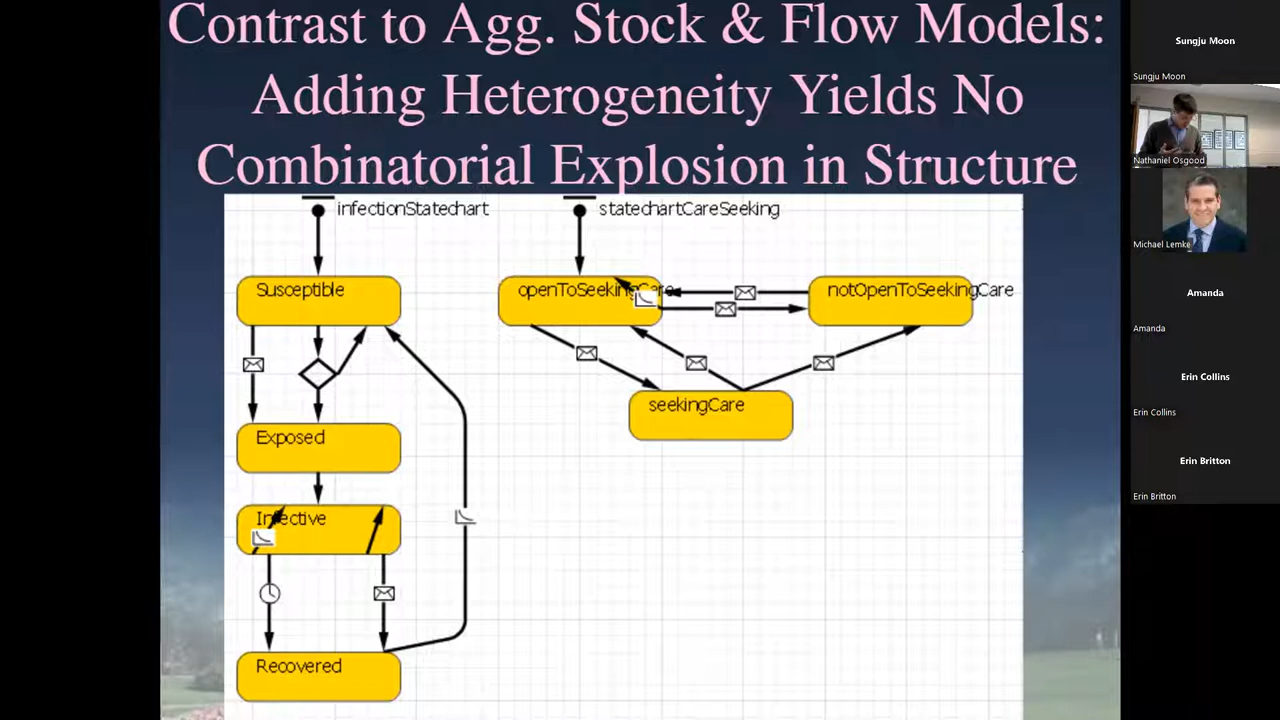 Contrast to Agg. Stock & Flow Models:
Adding Heterogeneity Yields No
Combinatorial Explosion in Structure
infectionStatechart
statechartCareSeeking
Susceptible
openToSeekingCare
notOpenToSeekingCare
seekingCare
Exposed
Infective
Recovered
Sungju Moon
Sungju Moon
Nathaniel Osgood
Michael Lemke
Amanda
Amanda
Erin Collins
Erin Collins
Erin Britton
Erin Britton